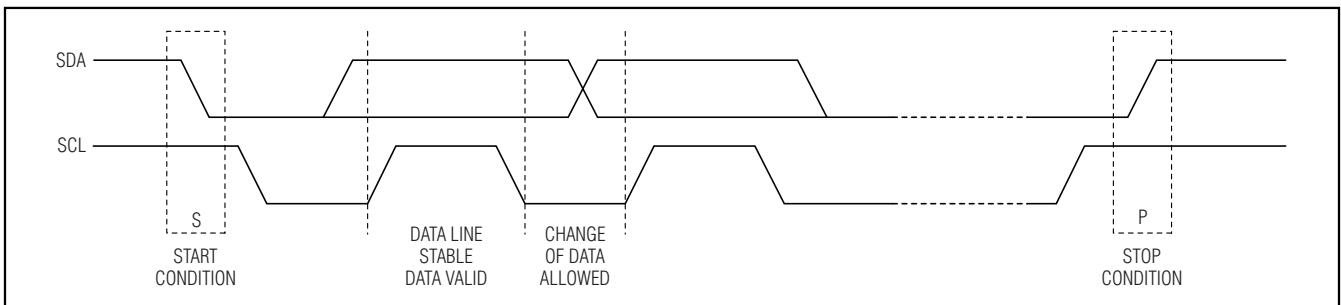 SDA
SCL
S
START
CONDITION
DATA LINE
STABLE
DATA VALID
CHANGE
OF DATA
ALLOWED
P
STOP
CONDITION